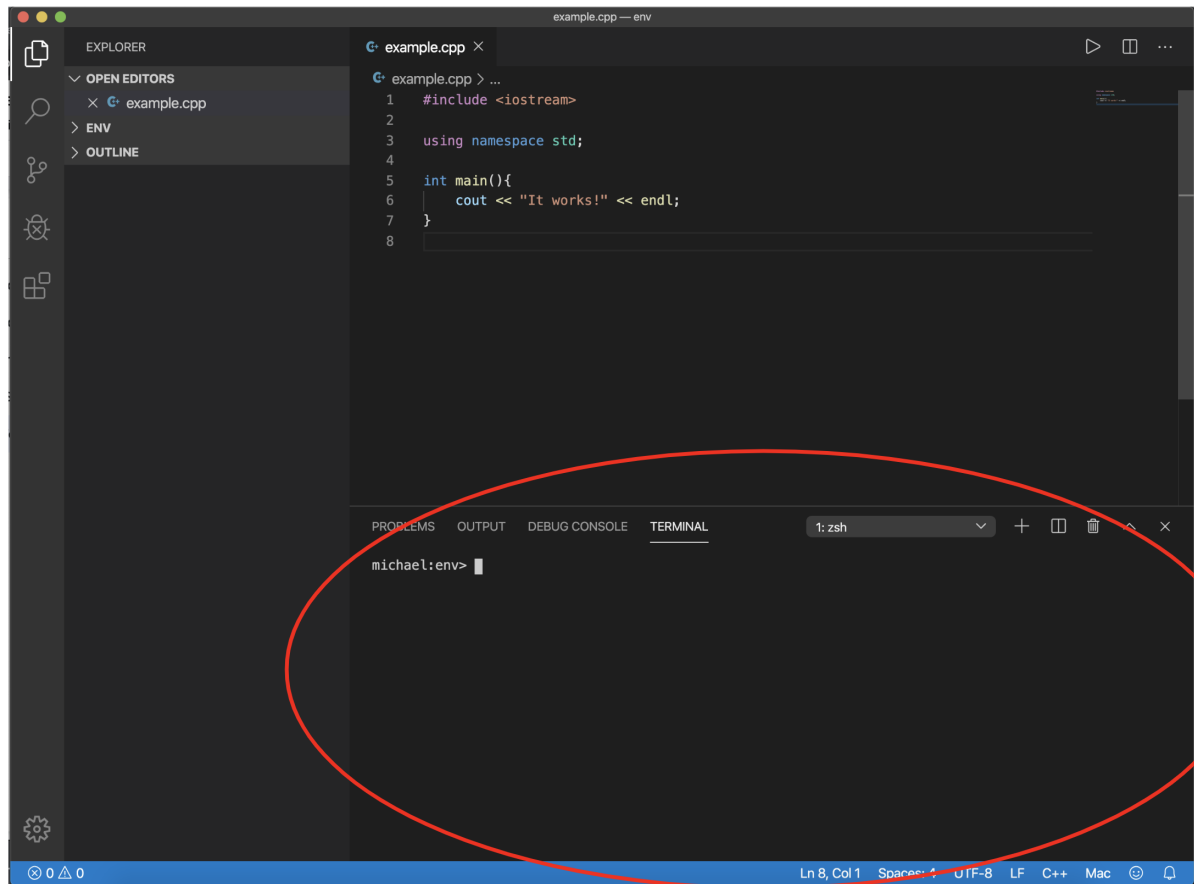 example.cpp — env
EXPLORER
OPEN EDITORS
example.cpp
ENV
OUTLINE
example.cpp
example.cpp > ...
1 #include <iostream>
2
3 using namespace std;
4
5 int main(){
6 cout << "It works!" << endl;
7 }
8
PROBLEMS OUTPUT DEBUG CONSOLE TERMINAL 1: zsh
michael:env>
0 0 Ln 8, Col 1 Spaces: 4 UTF-8 LF C++ Mac